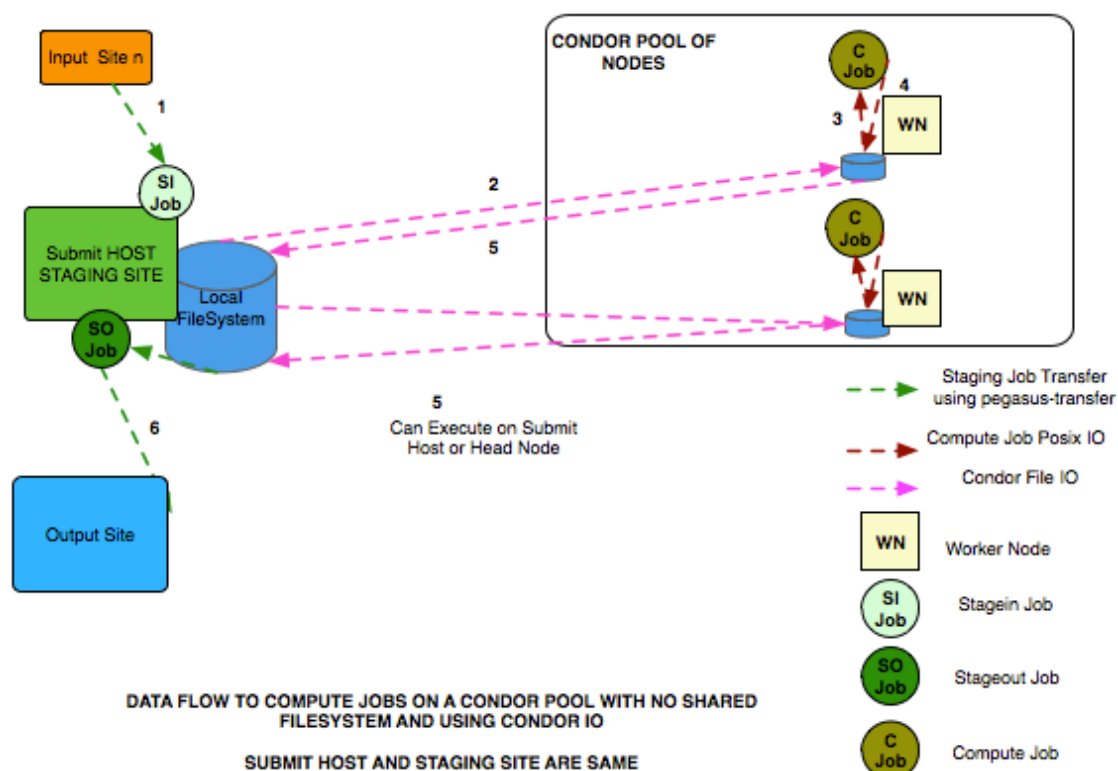 Input Site n
1
SI
Job
Submit HOST
STAGING SITE
Local
FileSystem
SO
Job
6
Output Site
2
5
5
Can Execute on Submit
Host or Head Node
CONDOR POOL OF
NODES
C
Job
4
3
WN
C
Job
WN
Staging Job Transfer
using pegasus-transfer
Compute Job Posix IO
Condor File IO
WN
Worker Node
SI
Job
Stagein Job
SO
Job
Stageout Job
C
Job
Compute Job
DATA FLOW TO COMPUTE JOBS ON A CONDOR POOL WITH NO SHARED
FILESYSTEM AND USING CONDOR IO
SUBMIT HOST AND STAGING SITE ARE SAME